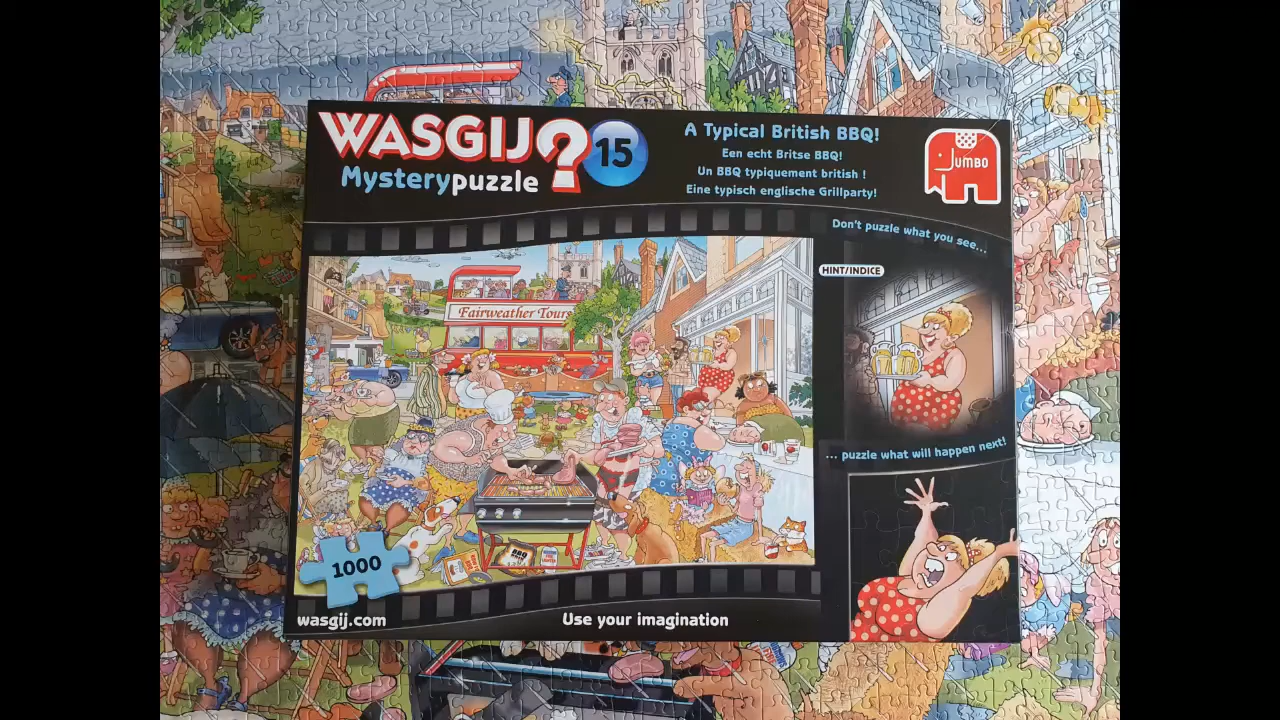 WASGIJ?
15
Mysterypuzzle
A Typical British BBQ!
Een echt Britse BBQ!
Un BBQ typiquement british !
Eine typisch englische Grillparty!
JUMBO
Don't puzzle what you see...
HINT/INDICE
Fairweather Tours
... puzzle what will happen next!
BBQ
1000
wasgij.com
Use your imagination